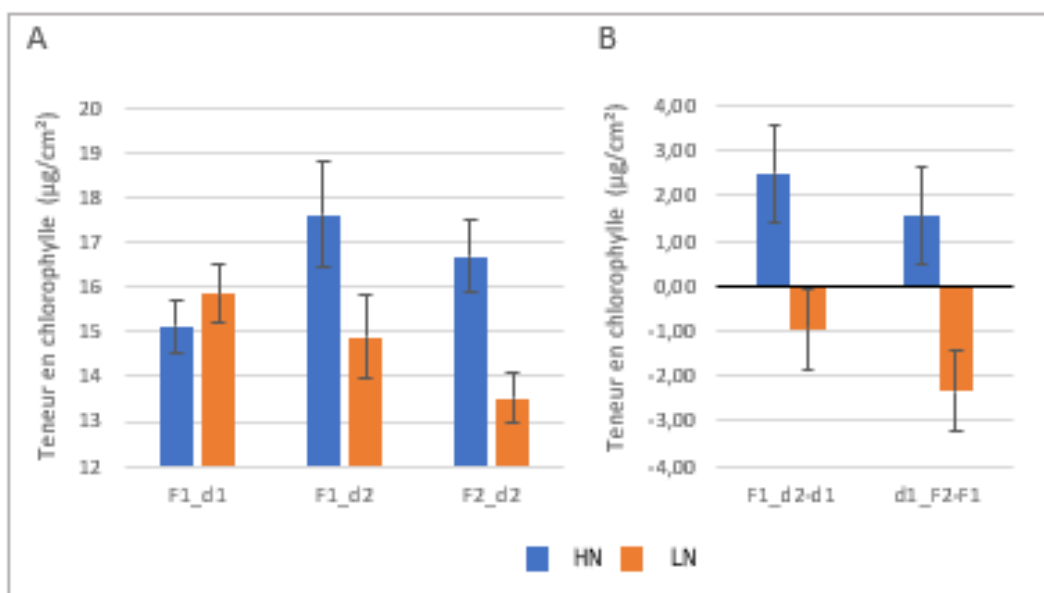 A
Teneur en chlorophylle (µg/cm²)
20
19
18
17
16
15
14
13
12
F1_d1
F1_d2
F2_d2
B
Teneur en chlorophylle (µg/cm²)
4,00
3,00
2,00
1,00
0,00
-1,00
-2,00
-3,00
-4,00
F1_d2-d1
d1_F2-F1
HN
LN